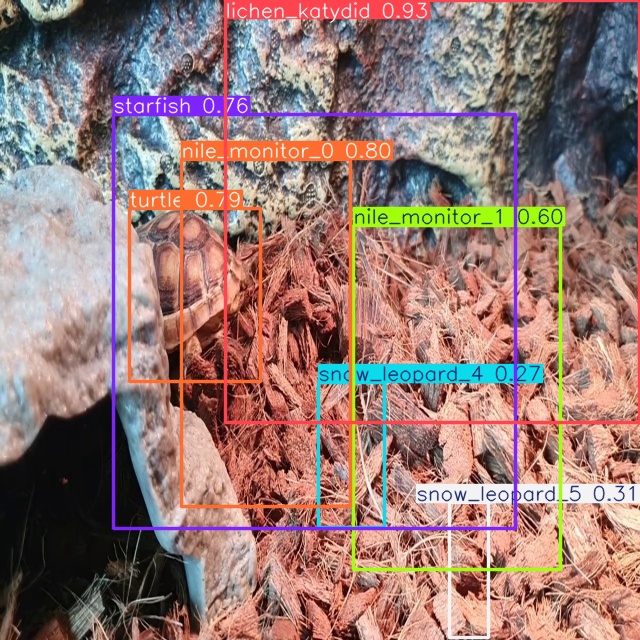 lichen_katydid 0.93
starfish 0.76
nile_monitor_0 0.80
turtle 0.79
nile_monitor_1 0.60
snow_leopard_4 0.27
snow_leopard_5 0.31